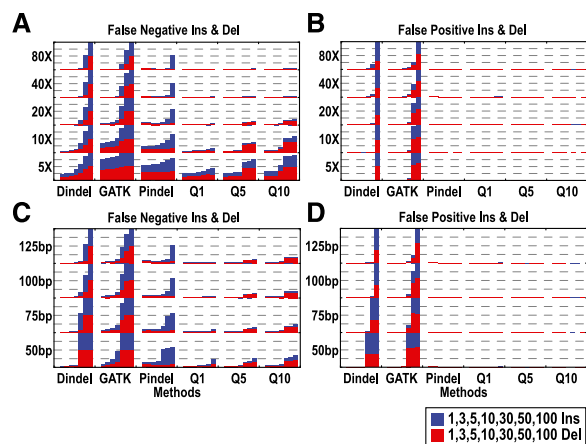 A
False Negative Ins & Del
80X
40X
20X
10X
5X
Dindel GATK Pindel Q1 Q5 Q10
B
False Positive Ins & Del
80X
40X
20X
10X
5X
Dindel GATK Pindel Q1 Q5 Q10
C
False Negative Ins & Del
125bp
100bp
75bp
50bp
Dindel GATK Pindel Q1 Q5 Q10
Methods
D
False Positive Ins & Del
125bp
100bp
75bp
50bp
Dindel GATK Pindel Q1 Q5 Q10
Methods
1,3,5,10,30,50,100 Ins
1,3,5,10,30,50,100 Del